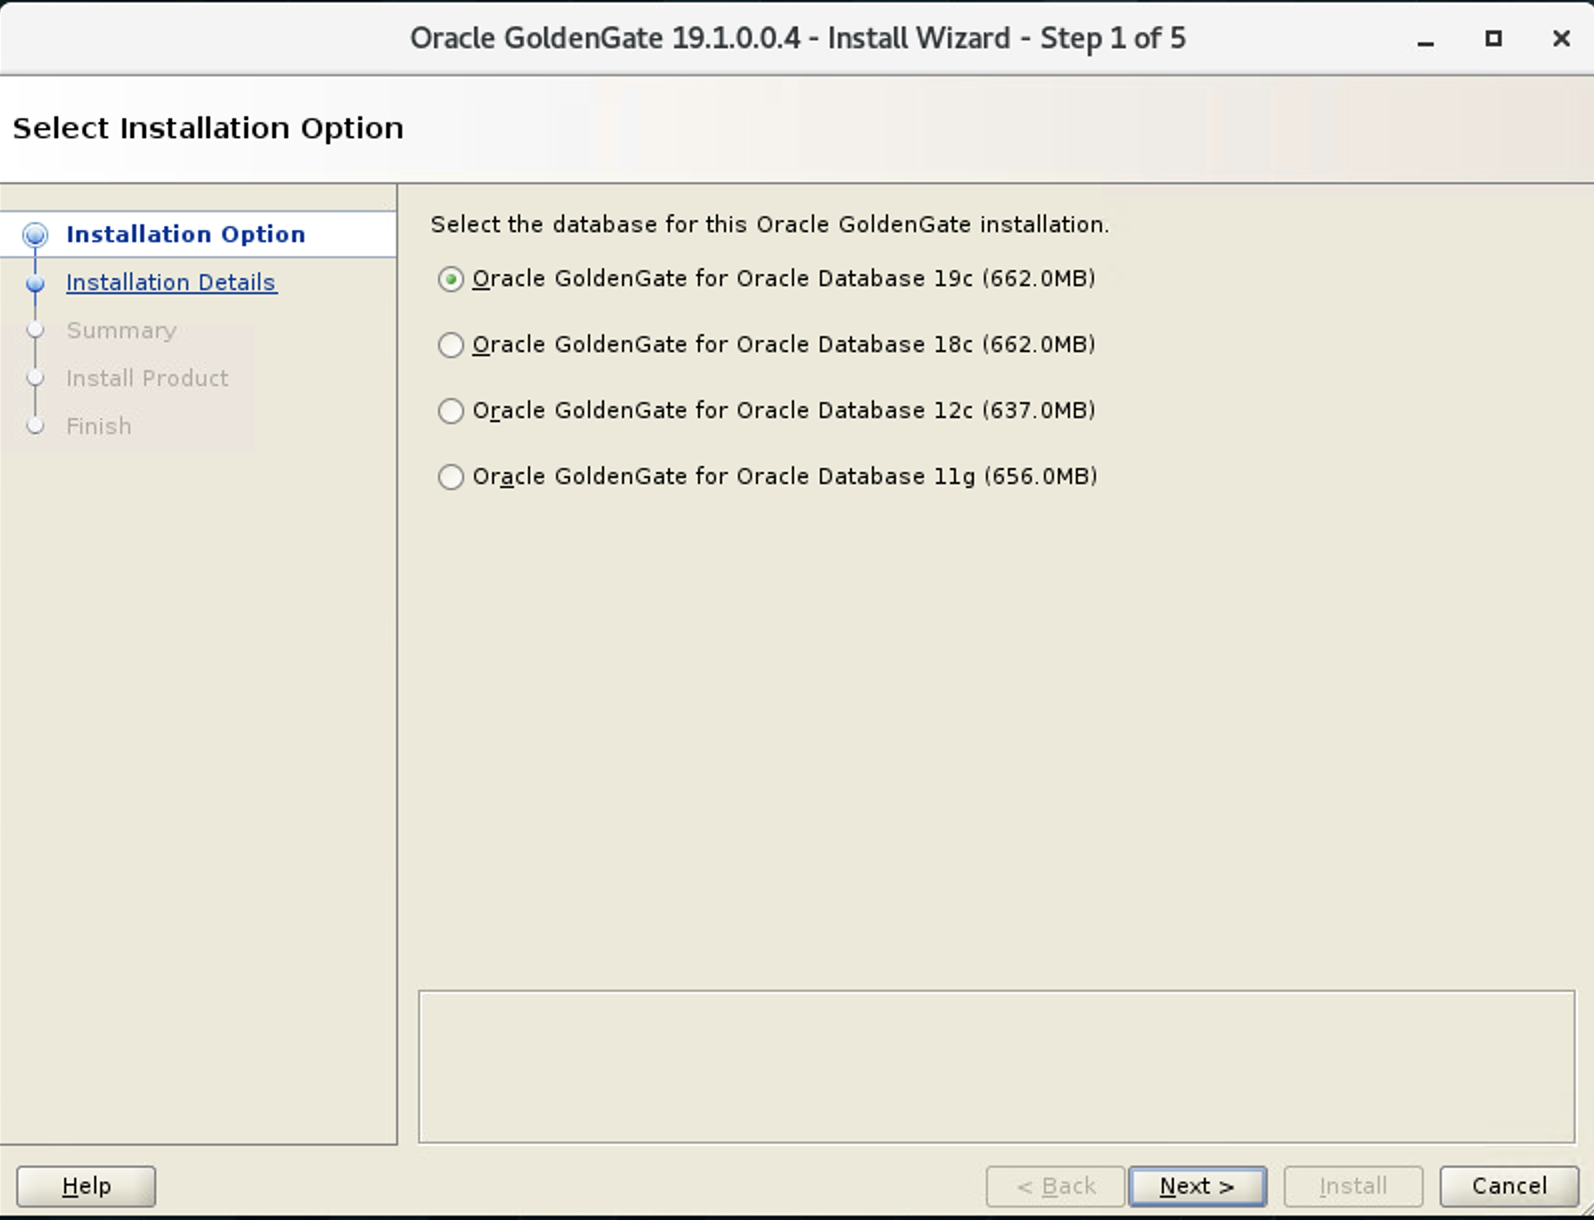 Oracle GoldenGate 19.1.0.0.4 - Install Wizard - Step 1 of 5
Select Installation Option
Installation Option
Installation Details
Summary
Install Product
Finish
Select the database for this Oracle GoldenGate installation.
Oracle GoldenGate for Oracle Database 19c (662.0MB)
Oracle GoldenGate for Oracle Database 18c (662.0MB)
Oracle GoldenGate for Oracle Database 12c (637.0MB)
Oracle GoldenGate for Oracle Database 11g (656.0MB)
Help
< Back
Next >
Install
Cancel